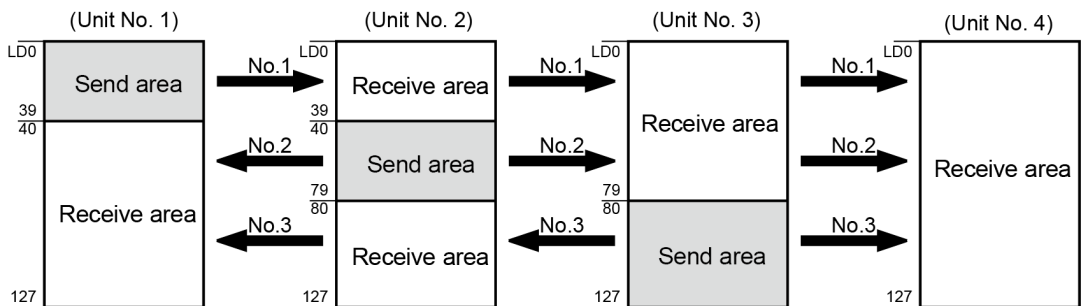 (Unit No. 1)
(Unit No. 2)
(Unit No. 3)
(Unit No. 4)
LD0
Send area
39
40
Receive area
127
No.1
No.2
No.3
LD0
Receive area
39
40
Send area
79
80
Receive area
127
No.1
No.2
No.3
LD0
Receive area
79
80
Send area
127
No.1
No.2
No.3
LD0
Receive area
127